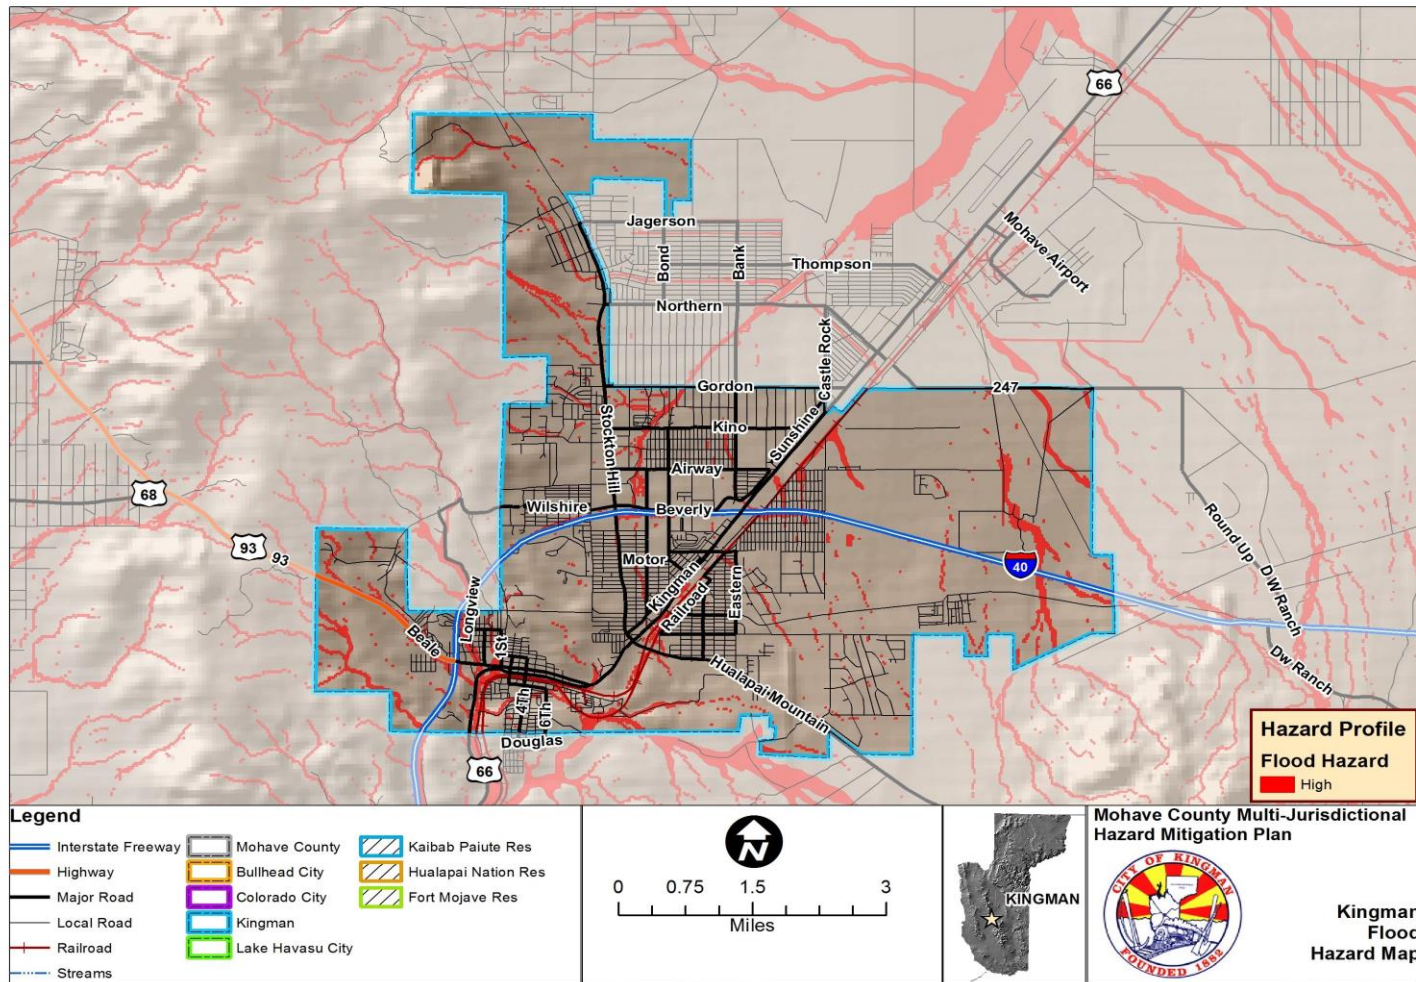 66
Mohave Airport
Jagerson
Bond
Bank
Thompson
Northern
Castle Rock
Gordon
247
Stockton Hill
Kino
Sunshine
Airway
68
Wilshire
Beverly
Round Up
93
93
Motor
40
Kingman
Railroad
Eastern
D W Ranch
Longview
Beale
1St
Hualapai Mountain
Dw Ranch
4Th
6Th
Douglas
66
Hazard Profile
Flood Hazard
High
Legend
Interstate Freeway
Highway
Major Road
Local Road
Railroad
Streams
Mohave County
Bullhead City
Colorado City
Kingman
Lake Havasu City
Kaibab Paiute Res
Hualapai Nation Res
Fort Mojave Res
N
0 0.75 1.5 3
Miles
KINGMAN
Mohave County Multi-Jurisdictional
Hazard Mitigation Plan
CITY OF KINGMAN
FOUNDED 1882
Kingman
Flood
Hazard Map